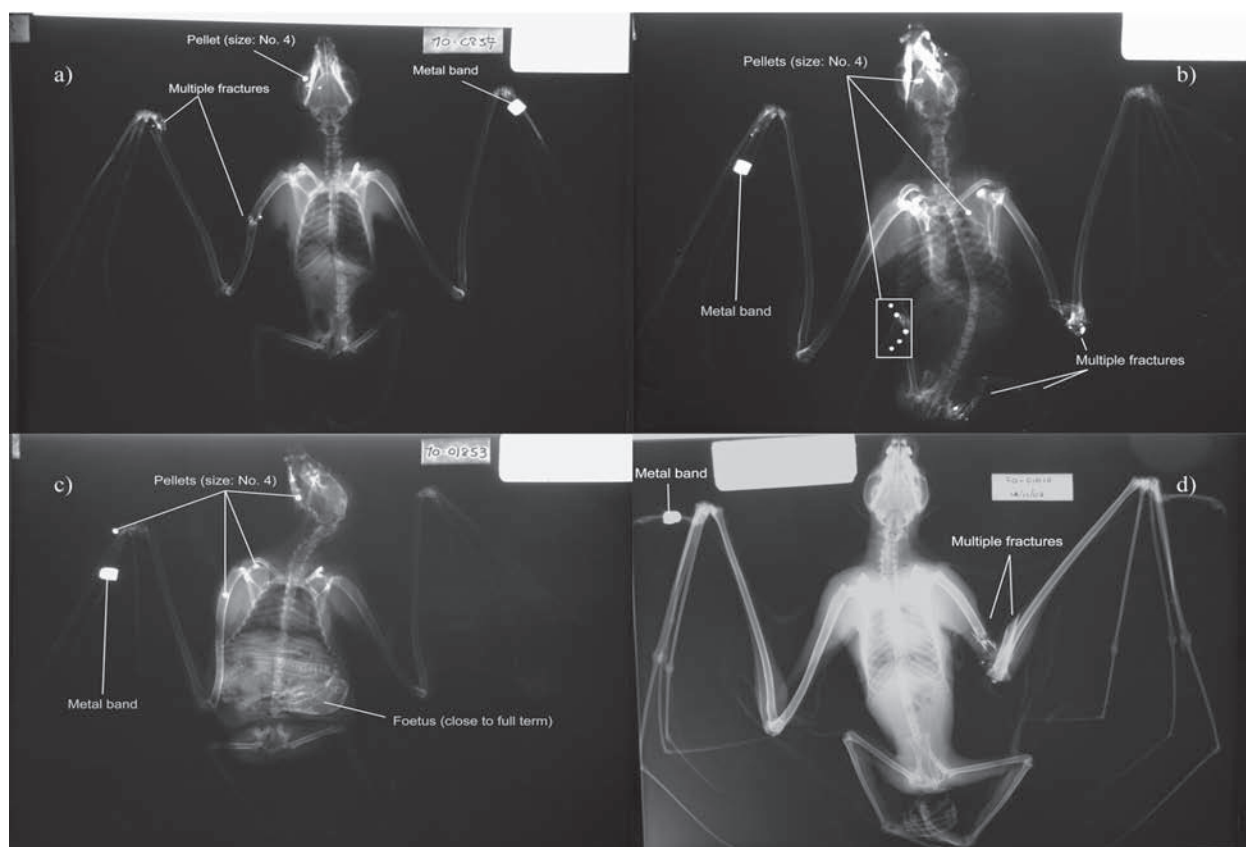 a)
Pellet (size: No. 4)
70-C837
Metal band
Multiple fractures
b)
Pellets (size: No. 4)
Metal band
Multiple fractures
c)
70-01853
Pellets (size: No. 4)
Metal band
Foetus (close to full term)
d)
Metal band
Multiple fractures